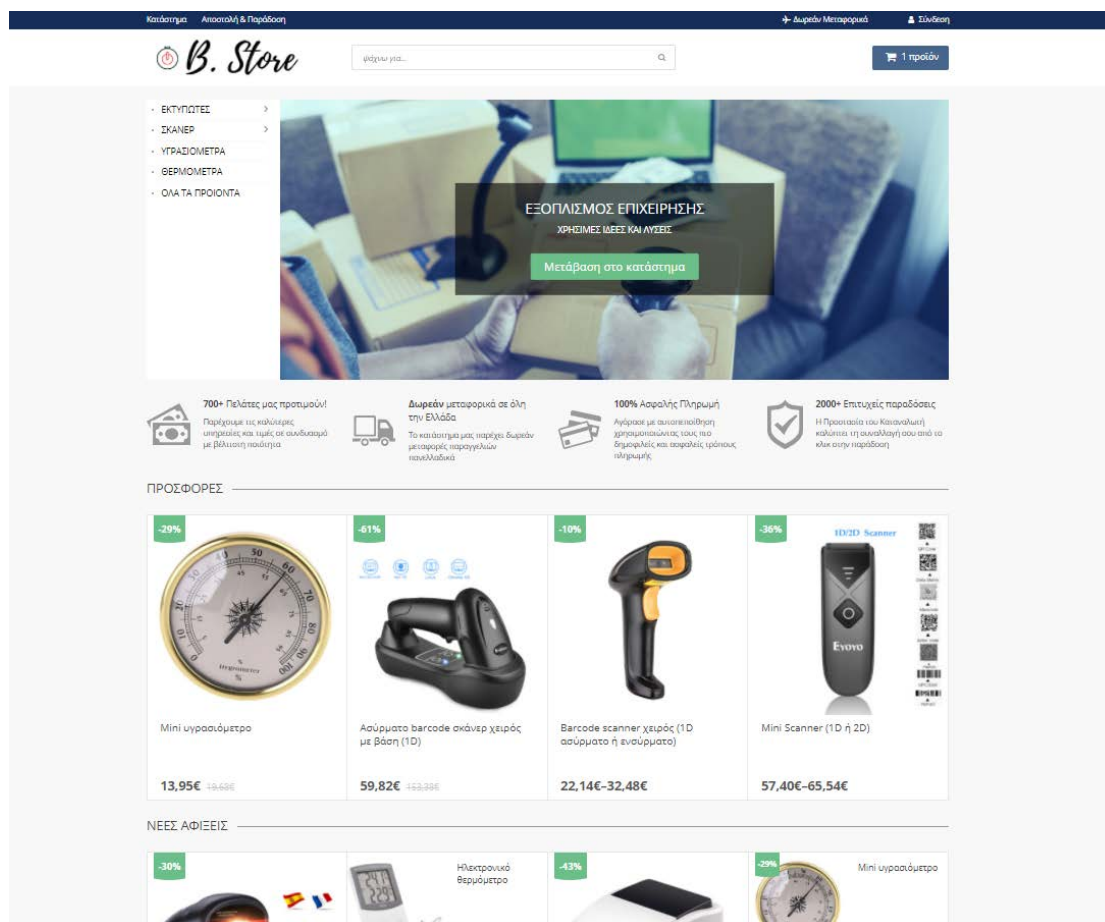 Κατάστημα Αποστολή & Παράδοση Δωρεάν Μεταφορικά Σύνδεση
B. Store
ψάχνω για...
1 προϊόν
ΕΚΤΥΠΩΤΕΣ
ΣΚΑΝΕΡ
ΥΓΡΑΣΙΟΜΕΤΡΑ
ΘΕΡΜΟΜΕΤΡΑ
ΟΛΑ ΤΑ ΠΡΟΙΟΝΤΑ
ΕΞΟΠΛΙΣΜΟΣ ΕΠΙΧΕΙΡΗΣΗΣ
ΧΡΗΣΙΜΕΣ ΙΔΕΕΣ ΚΑΙ ΛΥΣΕΙΣ
Μετάβαση στο κατάστημα
700+ Πελάτες μας προτιμούν!
Παρέχουμε τις καλύτερες
υπηρεσίες και τιμές σε συνδυασμό
με βέλτιστη ποιότητα
Δωρεάν μεταφορικά σε όλη
την Ελλάδα
Το κατάστημα μας παρέχει δωρεάν
μεταφορές παραγγελιών
πανελλαδικά
100% Ασφαλής Πληρωμή
Αγόρασε με αυτοπεποίθηση
χρησιμοποιώντας τους πιο
δημοφιλείς και ασφαλείς τρόπους
πληρωμής
2000+ Επιτυχείς παραδόσεις
Η Προστασία του Καταναλωτή
καλύπτει τη συναλλαγή σου από το
κλικ στην παράδοση
ΠΡΟΣΦΟΡΕΣ
-29%
-61%
-10%
-36%
1D/2D Scanner
Hygrometer
%
Eyoyo
Mini υγρασιόμετρο
13,95€
Ασύρματο barcode σκάνερ χειρός
με βάση (1D)
59,82€
Barcode scanner χειρός (1D
ασύρματο ή ενσύρματο)
22,14€–32,48€
Mini Scanner (1D ή 2D)
57,40€–65,54€
ΝΕΕΣ ΑΦΙΞΕΙΣ
-30%
Ηλεκτρονικό
θερμόμετρο
-43%
-29%
Mini υγρασιόμετρο